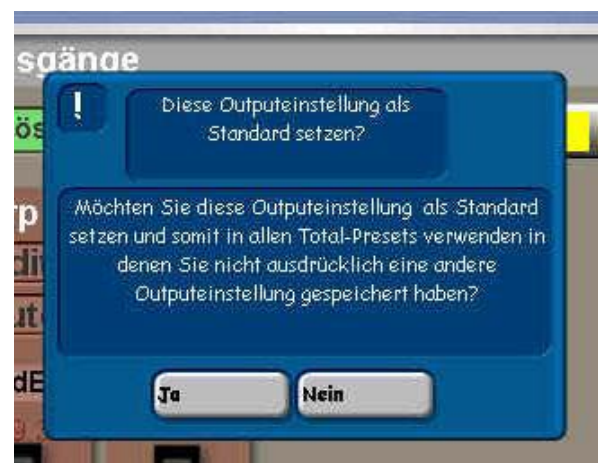 sgänge
!
Diese Outputeinstellung als
Standard setzen?
Möchten Sie diese Outputeinstellung als Standard
setzen und somit in allen Total-Presets verwenden in
denen Sie nicht ausdrücklich eine andere
Outputeinstellung gespeichert haben?
Ja
Nein